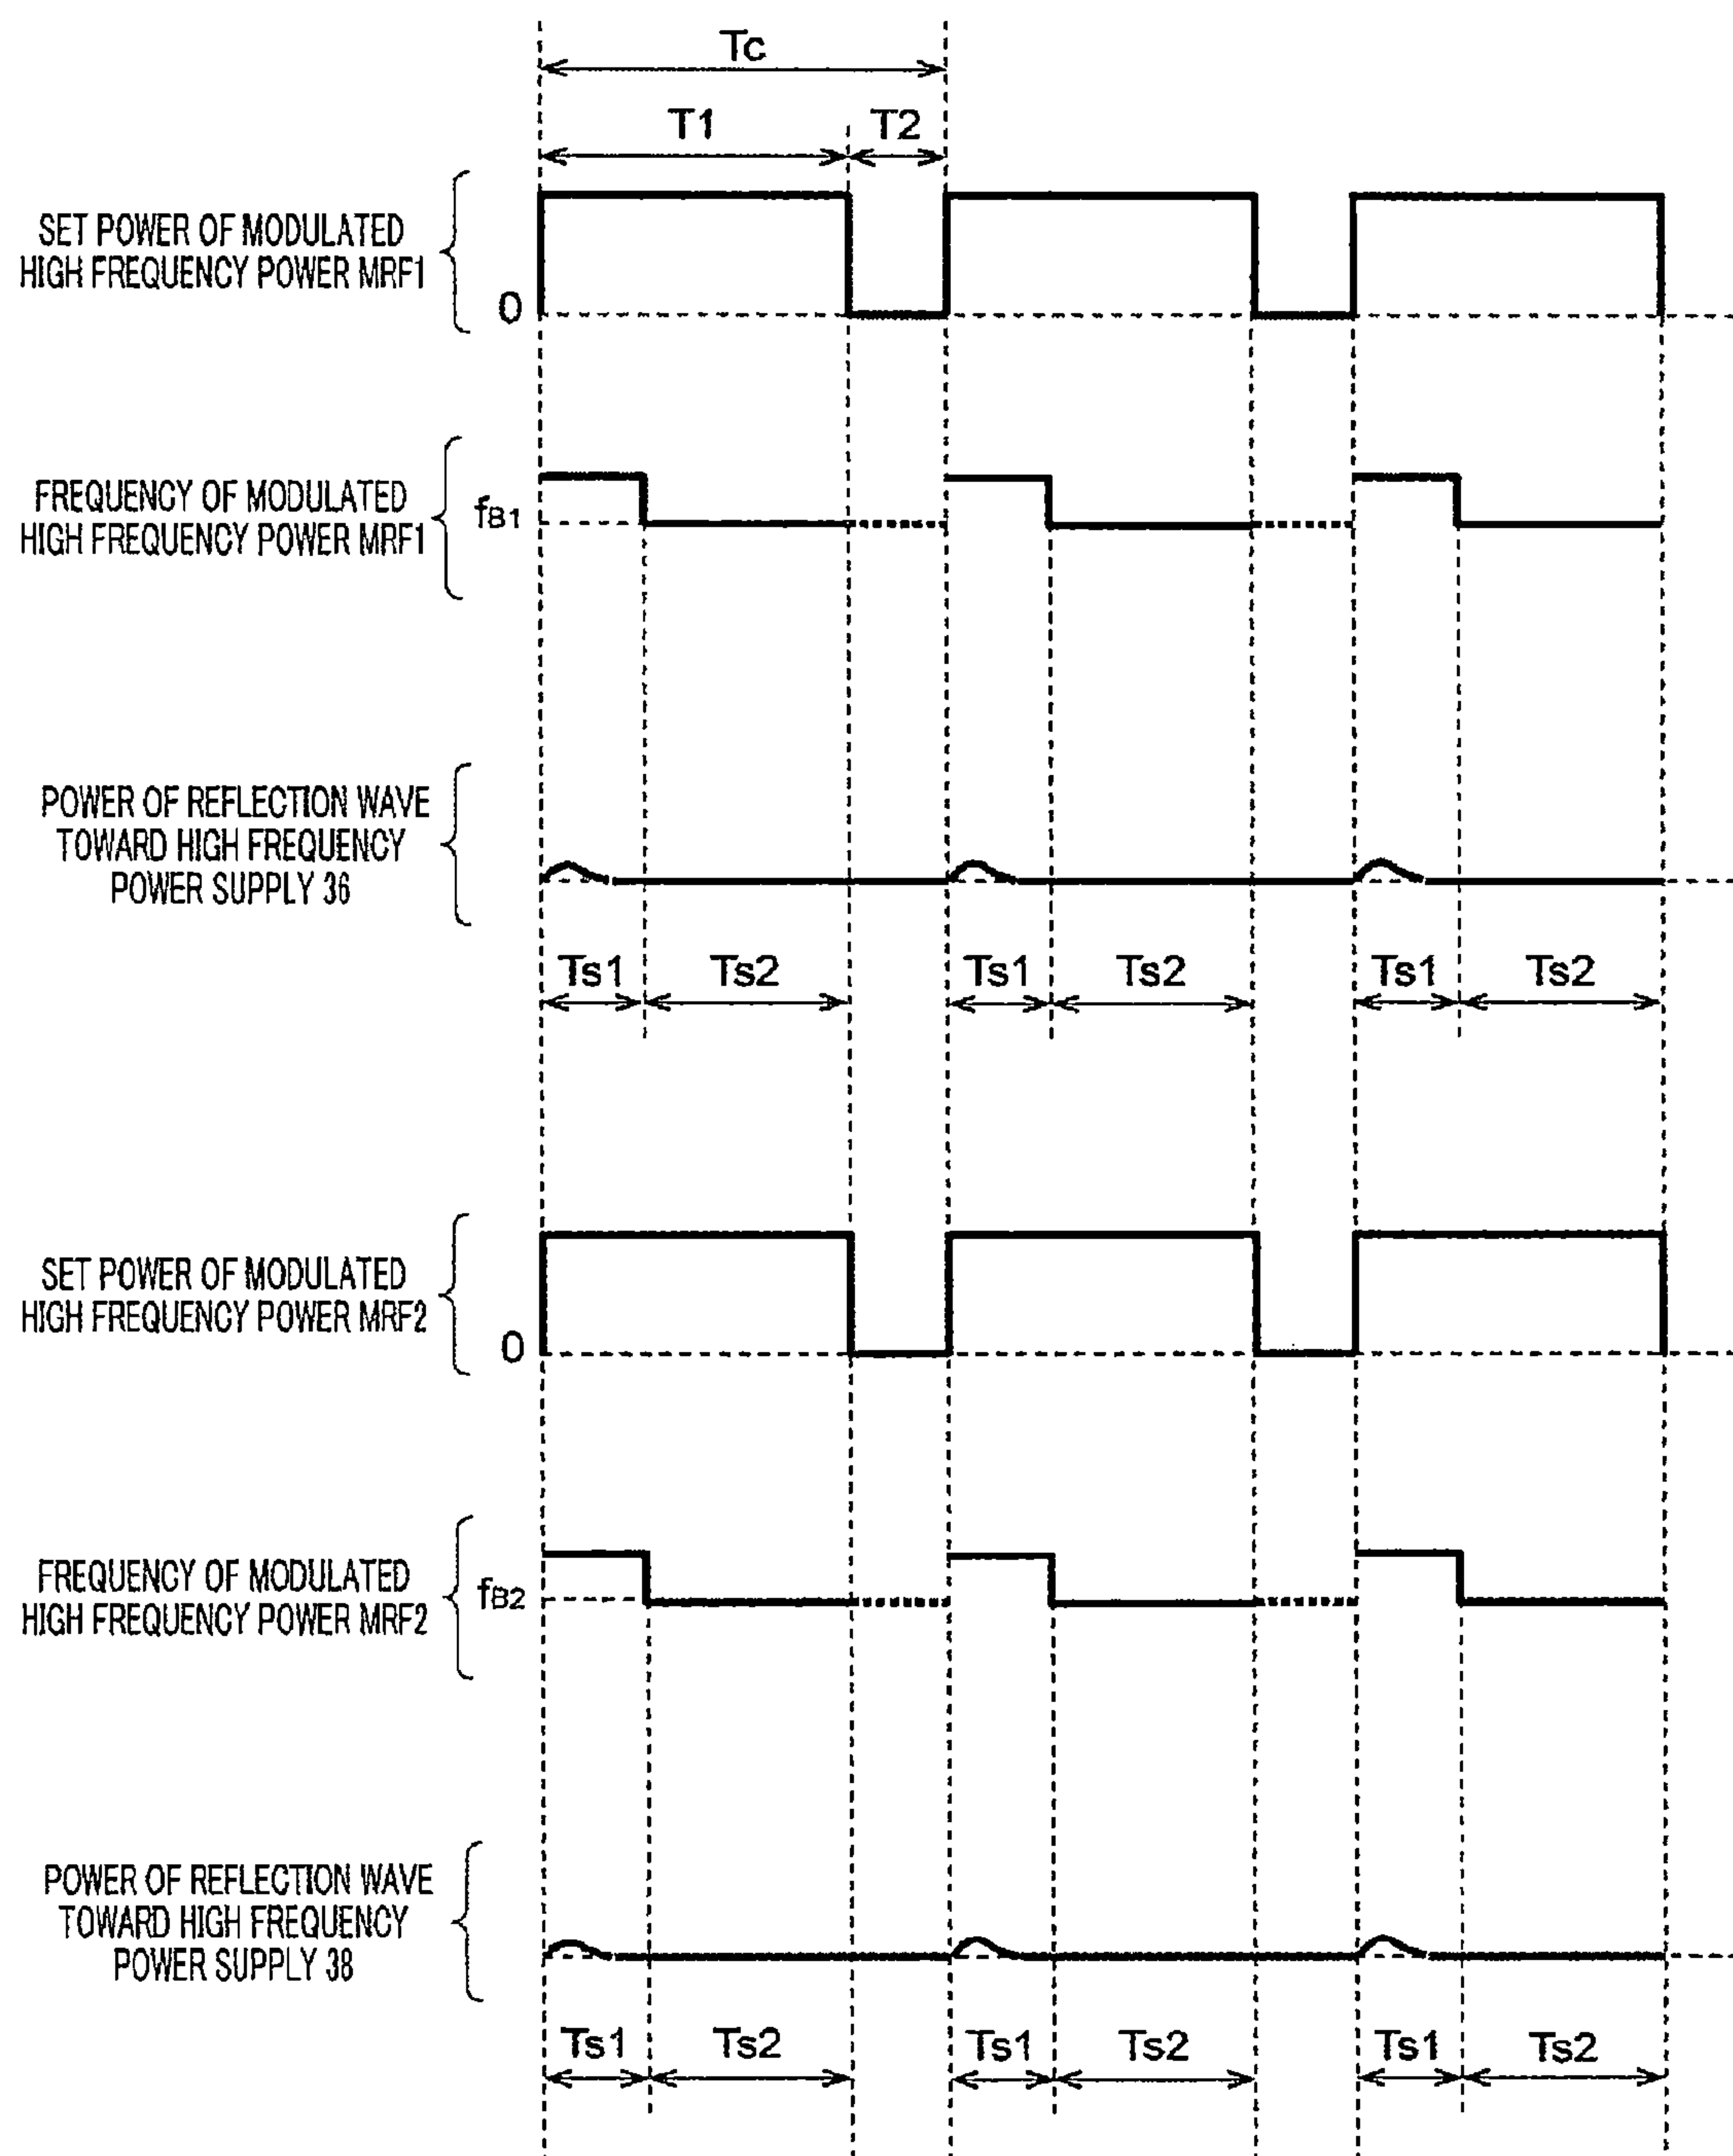 Tc
T1 T2
SET POWER OF MODULATED
HIGH FREQUENCY POWER MRF1
0
FREQUENCY OF MODULATED
HIGH FREQUENCY POWER MRF1
fB1
POWER OF REFLECTION WAVE
TOWARD HIGH FREQUENCY
POWER SUPPLY 36
Ts1 Ts2 Ts1 Ts2 Ts1 Ts2
SET POWER OF MODULATED
HIGH FREQUENCY POWER MRF2
0
FREQUENCY OF MODULATED
HIGH FREQUENCY POWER MRF2
fB2
POWER OF REFLECTION WAVE
TOWARD HIGH FREQUENCY
POWER SUPPLY 38
Ts1 Ts2 Ts1 Ts2 Ts1 Ts2